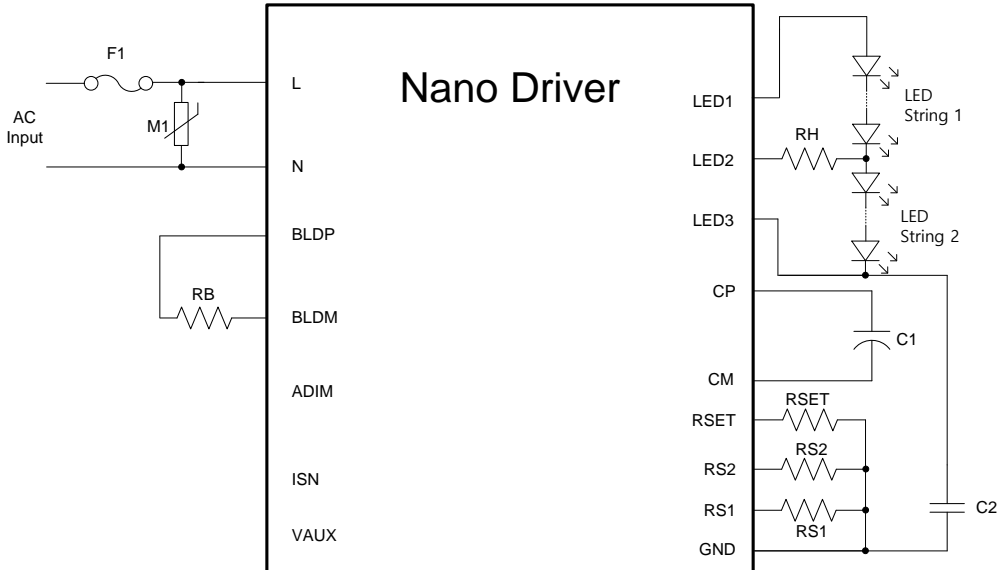 Nano Driver
F1
AC
Input
M1
L
N
BLDP
RB
BLDM
ADIM
ISN
VAUX
LED1
LED2
RH
LED3
LED
String 1
LED
String 2
CP
C1
CM
RSET
RSET
RS2
RS2
RS1
RS1
GND
C2